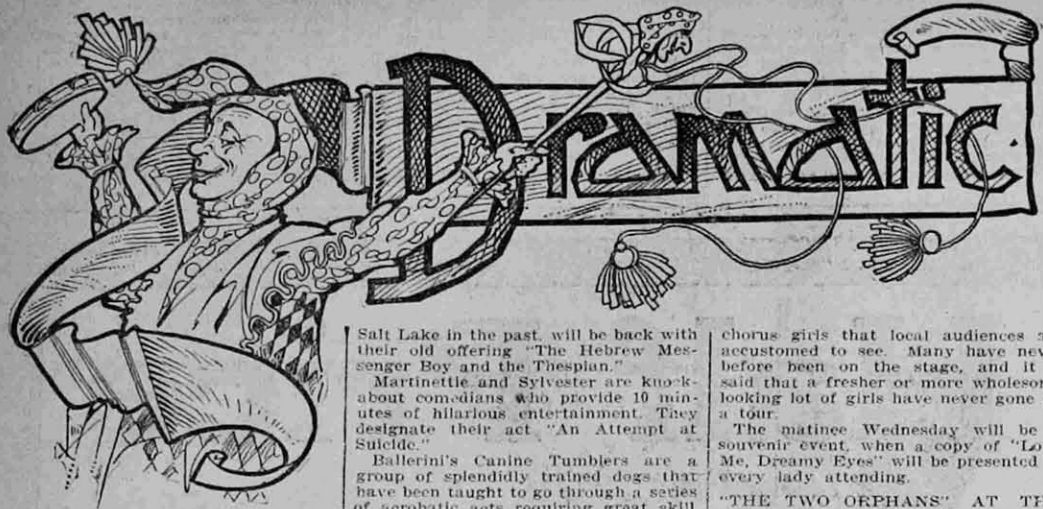 Dramatic
Salt Lake in the past, will be back with
their old offering "The Hebrew Mes-
senger Boy and the Thespian."
Martinettie and Sylvester are knock-
about comedians who provide 10 min-
utes of hilarious entertainment. They
designate their act "An Attempt at
Suicide."
Ballerini's Canine Tumblers are a
group of splendidly trained dogs that
have been taught to go through a series
of acrobatic acts requiring great skill
chorus girls that local audiences
accustomed to see. Many have
before been on the stage, and it
said that a fresher or more
looking lot of girls have never gone
a tour.
The matinee Wednesday will be
souvenir event, when a copy of
Me, Dreamy Eyes" will be presented
every lady attending.
"THE TWO ORPHANS" AT